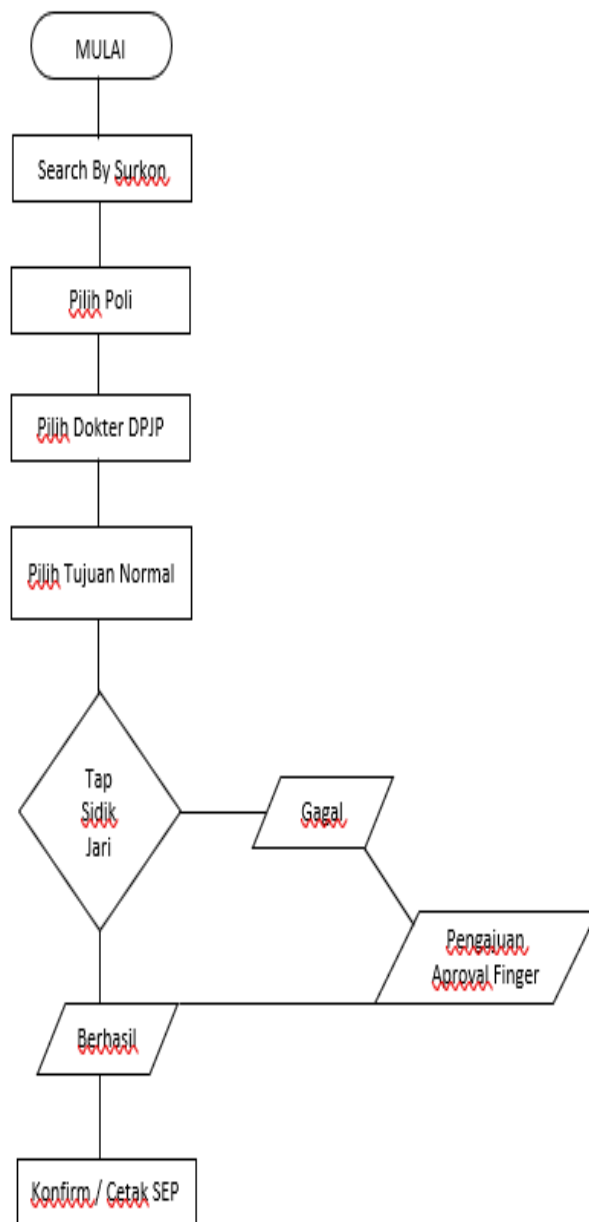 MULAI
Search By Surkon
Pilih Poli
Pilih Dokter DPJP
Pilih Tujuan Normal
Tap
Sidik
Jari
Gagal
Pengajuan
Aproval Finger
Berhasil
Konfirm / Cetak SEP